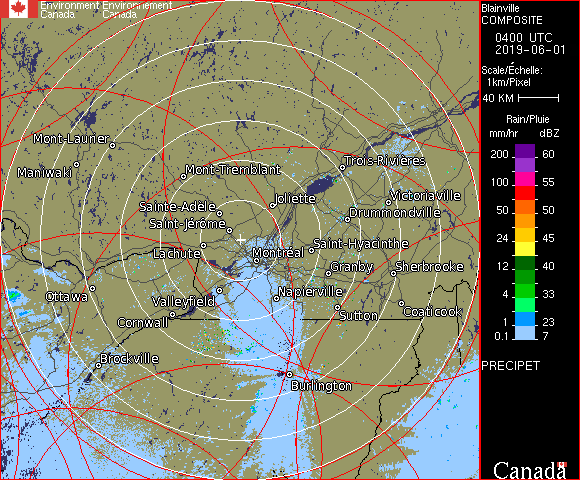 Environment Environnement
Canada Canada
Blainville
COMPOSITE
0400 UTC
2019-06-01
Scale/Échelle:
1km/Pixel
40 KM
Rain/Pluie
mm/hr dBZ
200 60
100 55
50 50
24 45
12 40
4 33
1 23
0.1 7
PRECIPET
Canada
Mont-Laurier
Maniwaki
Mont-Tremblant
Trois-Rivières
Joliette
Victoriaville
Sainte-Adèle
Drummondville
Saint-Jérôme
Saint-Hyacinthe
Lachute
Montréal
Granby
Sherbrooke
Ottawa
Valleyfield
Napierville
Cornwall
Sutton
Coaticook
Brockville
Burlington